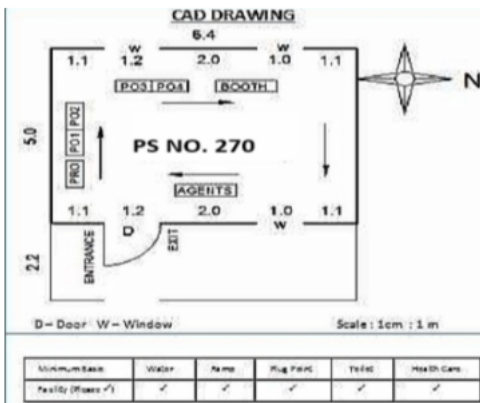 CAD DRAWING
6.4
W W
1.1 1.2 2.0 1.0 1.1
PO3 PO4 BOOTH
N
5.0
PRO PO1 PO2
PS NO. 270
AGENTS
1.1 1.2 2.0 1.0 1.1
D W
2.2
ENTRANCE
EXIT
D-Door W-Window Scale : 1cm : 1 m
Minimum Basic Water Ramp Plug Point Toilet Health Care
Facility (Please ✓) ✓ ✓ ✓ ✓ ✓